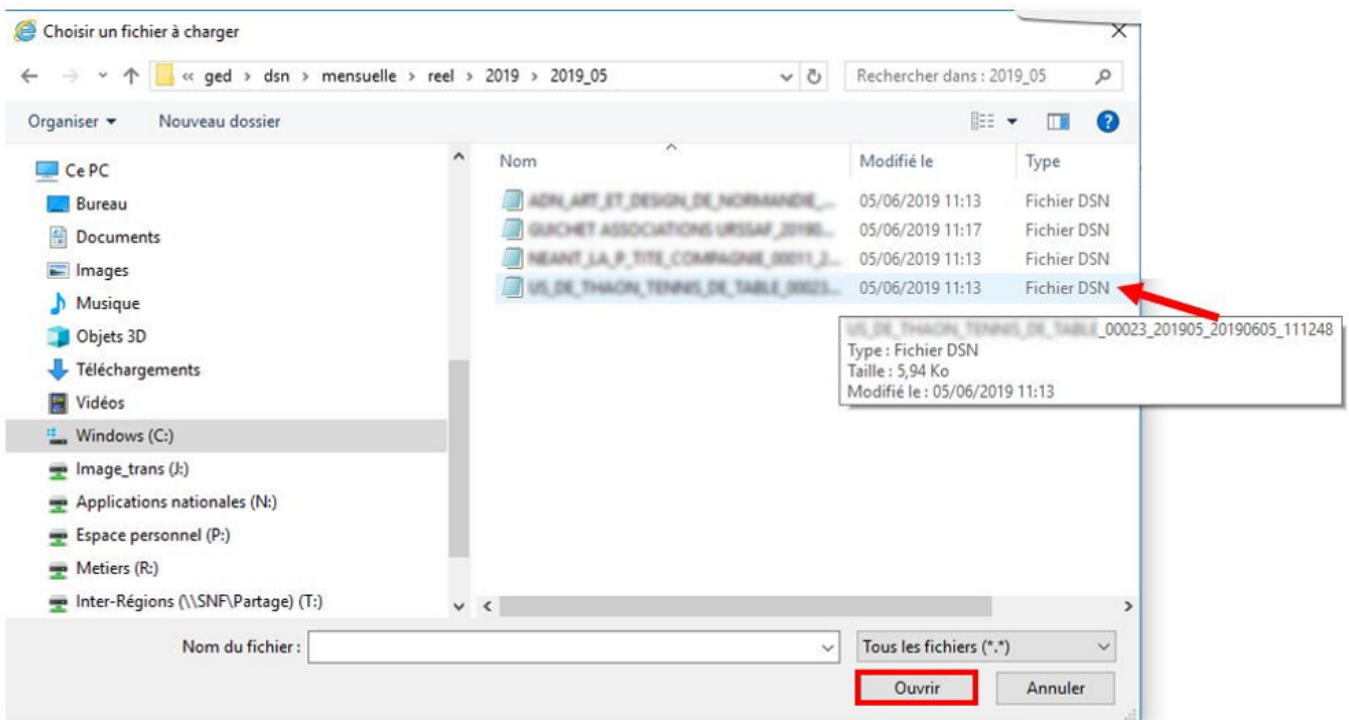 Choisir un fichier à charger
« ged › dsn › mensuelle › reel › 2019 › 2019_05
Rechercher dans : 2019_05
Organiser
Nouveau dossier
Ce PC
Bureau
Documents
Images
Musique
Objets 3D
Téléchargements
Vidéos
Windows (C:)
Image_trans (J:)
Applications nationales (N:)
Espace personnel (P:)
Metiers (R:)
Inter-Régions (\\SNF\Partage) (T:)
Nom Modifié le Type
05/06/2019 11:13 Fichier DSN
05/06/2019 11:17 Fichier DSN
05/06/2019 11:13 Fichier DSN
05/06/2019 11:13 Fichier DSN
_00023_201905_20190605_111248
Type : Fichier DSN
Taille : 5,94 Ko
Modifié le : 05/06/2019 11:13
Nom du fichier :
Tous les fichiers (*.*)
Ouvrir
Annuler